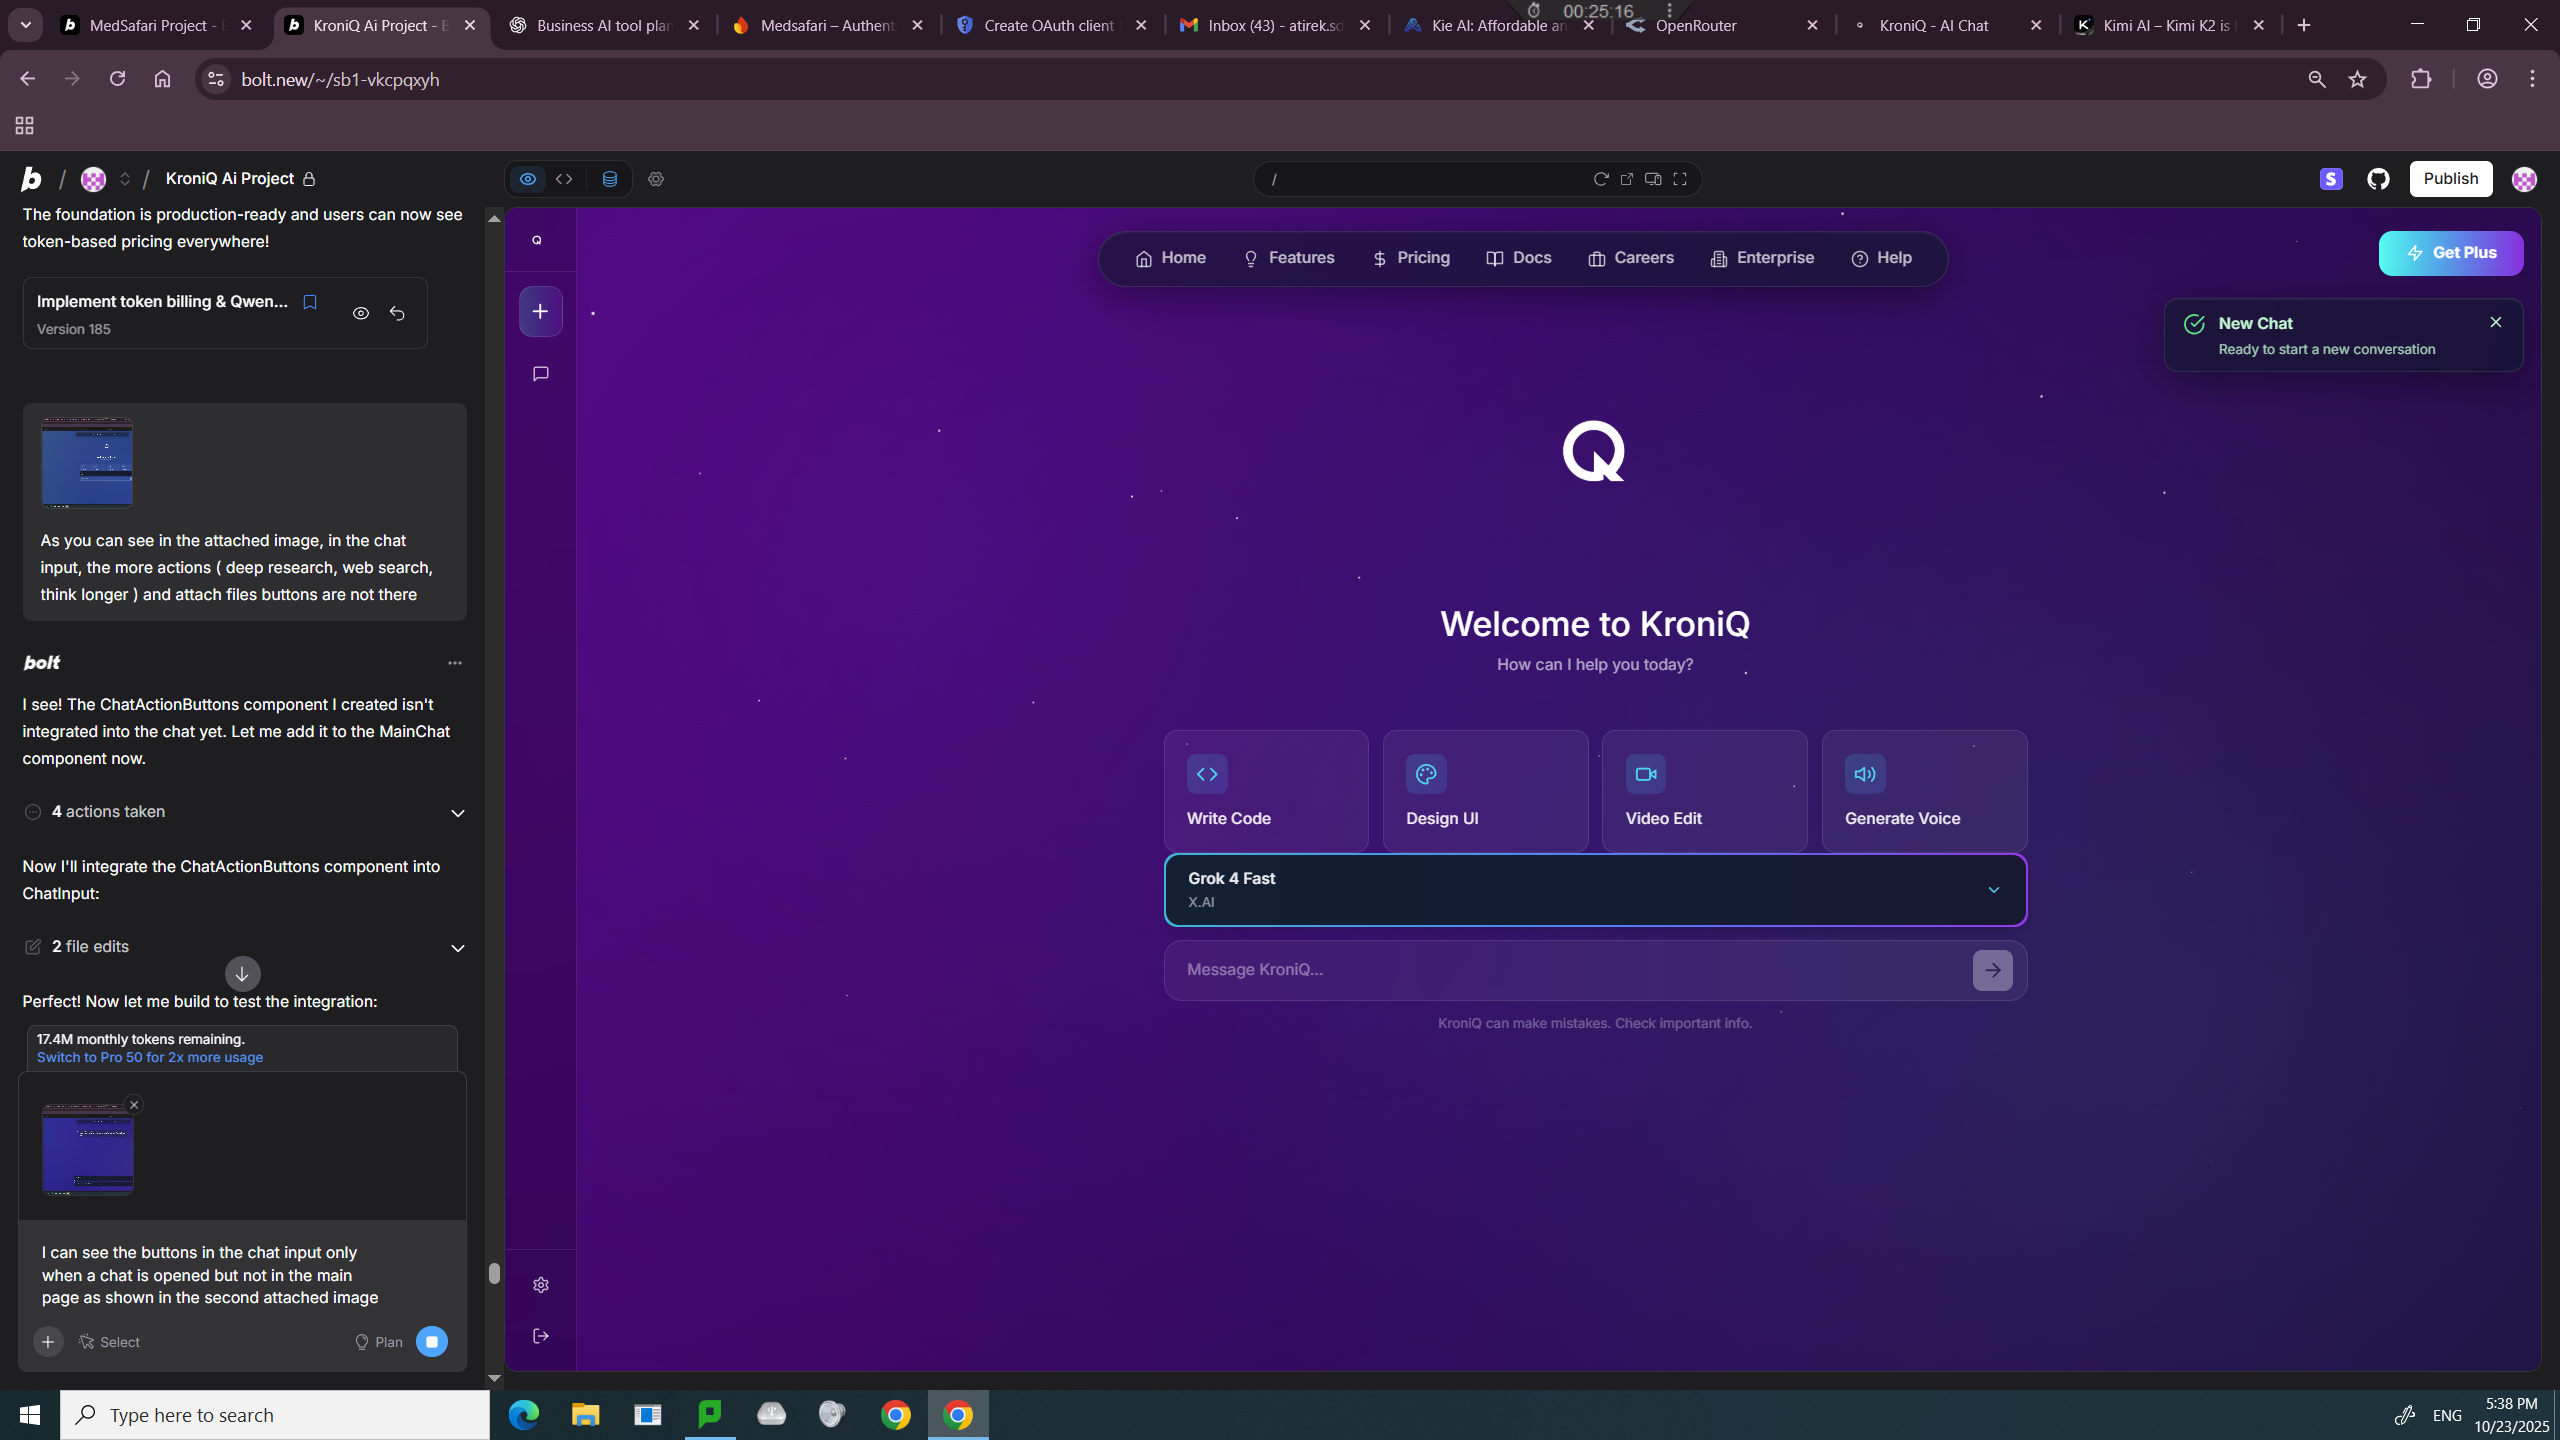 MedSafari Project -
KroniQ Ai Project - B
Business AI tool plan
Medsafari – Authent
Create OAuth client
Inbox (43) - atirek.sd
Kie AI: Affordable an
00:25:16
OpenRouter
KroniQ - AI Chat
Kimi AI – Kimi K2 is
bolt.new/~/sb1-vkcpqxyh
b / / KroniQ Ai Project
/
S
Publish
The foundation is production-ready and users can now see
token-based pricing everywhere!
Implement token billing & Qwen...
Version 185
As you can see in the attached image, in the chat
input, the more actions ( deep research, web search,
think longer ) and attach files buttons are not there
bolt
I see! The ChatActionButtons component I created isn't
integrated into the chat yet. Let me add it to the MainChat
component now.
4 actions taken
Now I'll integrate the ChatActionButtons component into
ChatInput:
2 file edits
Perfect! Now let me build to test the integration:
17.4M monthly tokens remaining.
Switch to Pro 50 for 2x more usage
I can see the buttons in the chat input only
when a chat is opened but not in the main
page as shown in the second attached image
Select
Plan
Q
Home
Features
Pricing
Docs
Careers
Enterprise
Help
Get Plus
New Chat
Ready to start a new conversation
Q
Welcome to KroniQ
How can I help you today?
Write Code
Design UI
Video Edit
Generate Voice
Grok 4 Fast
X.AI
Message KroniQ...
KroniQ can make mistakes. Check important info.
Type here to search
ENG
5:38 PM
10/23/2025